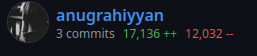 anugrahiyyan
3 commits 17,136 ++ 12,032 --